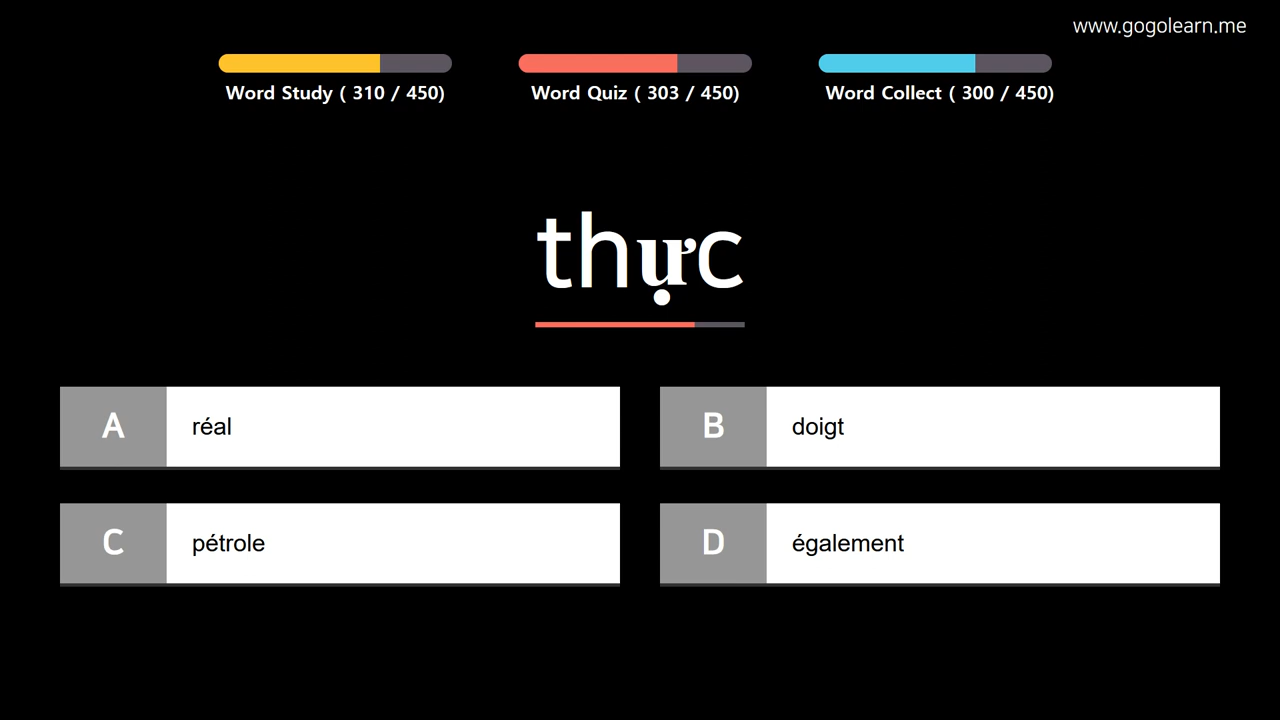 www.gogolearn.me
Word Study ( 310 / 450)
Word Quiz ( 303 / 450)
Word Collect ( 300 / 450)
thực
A réal
B doigt
C pétrole
D également